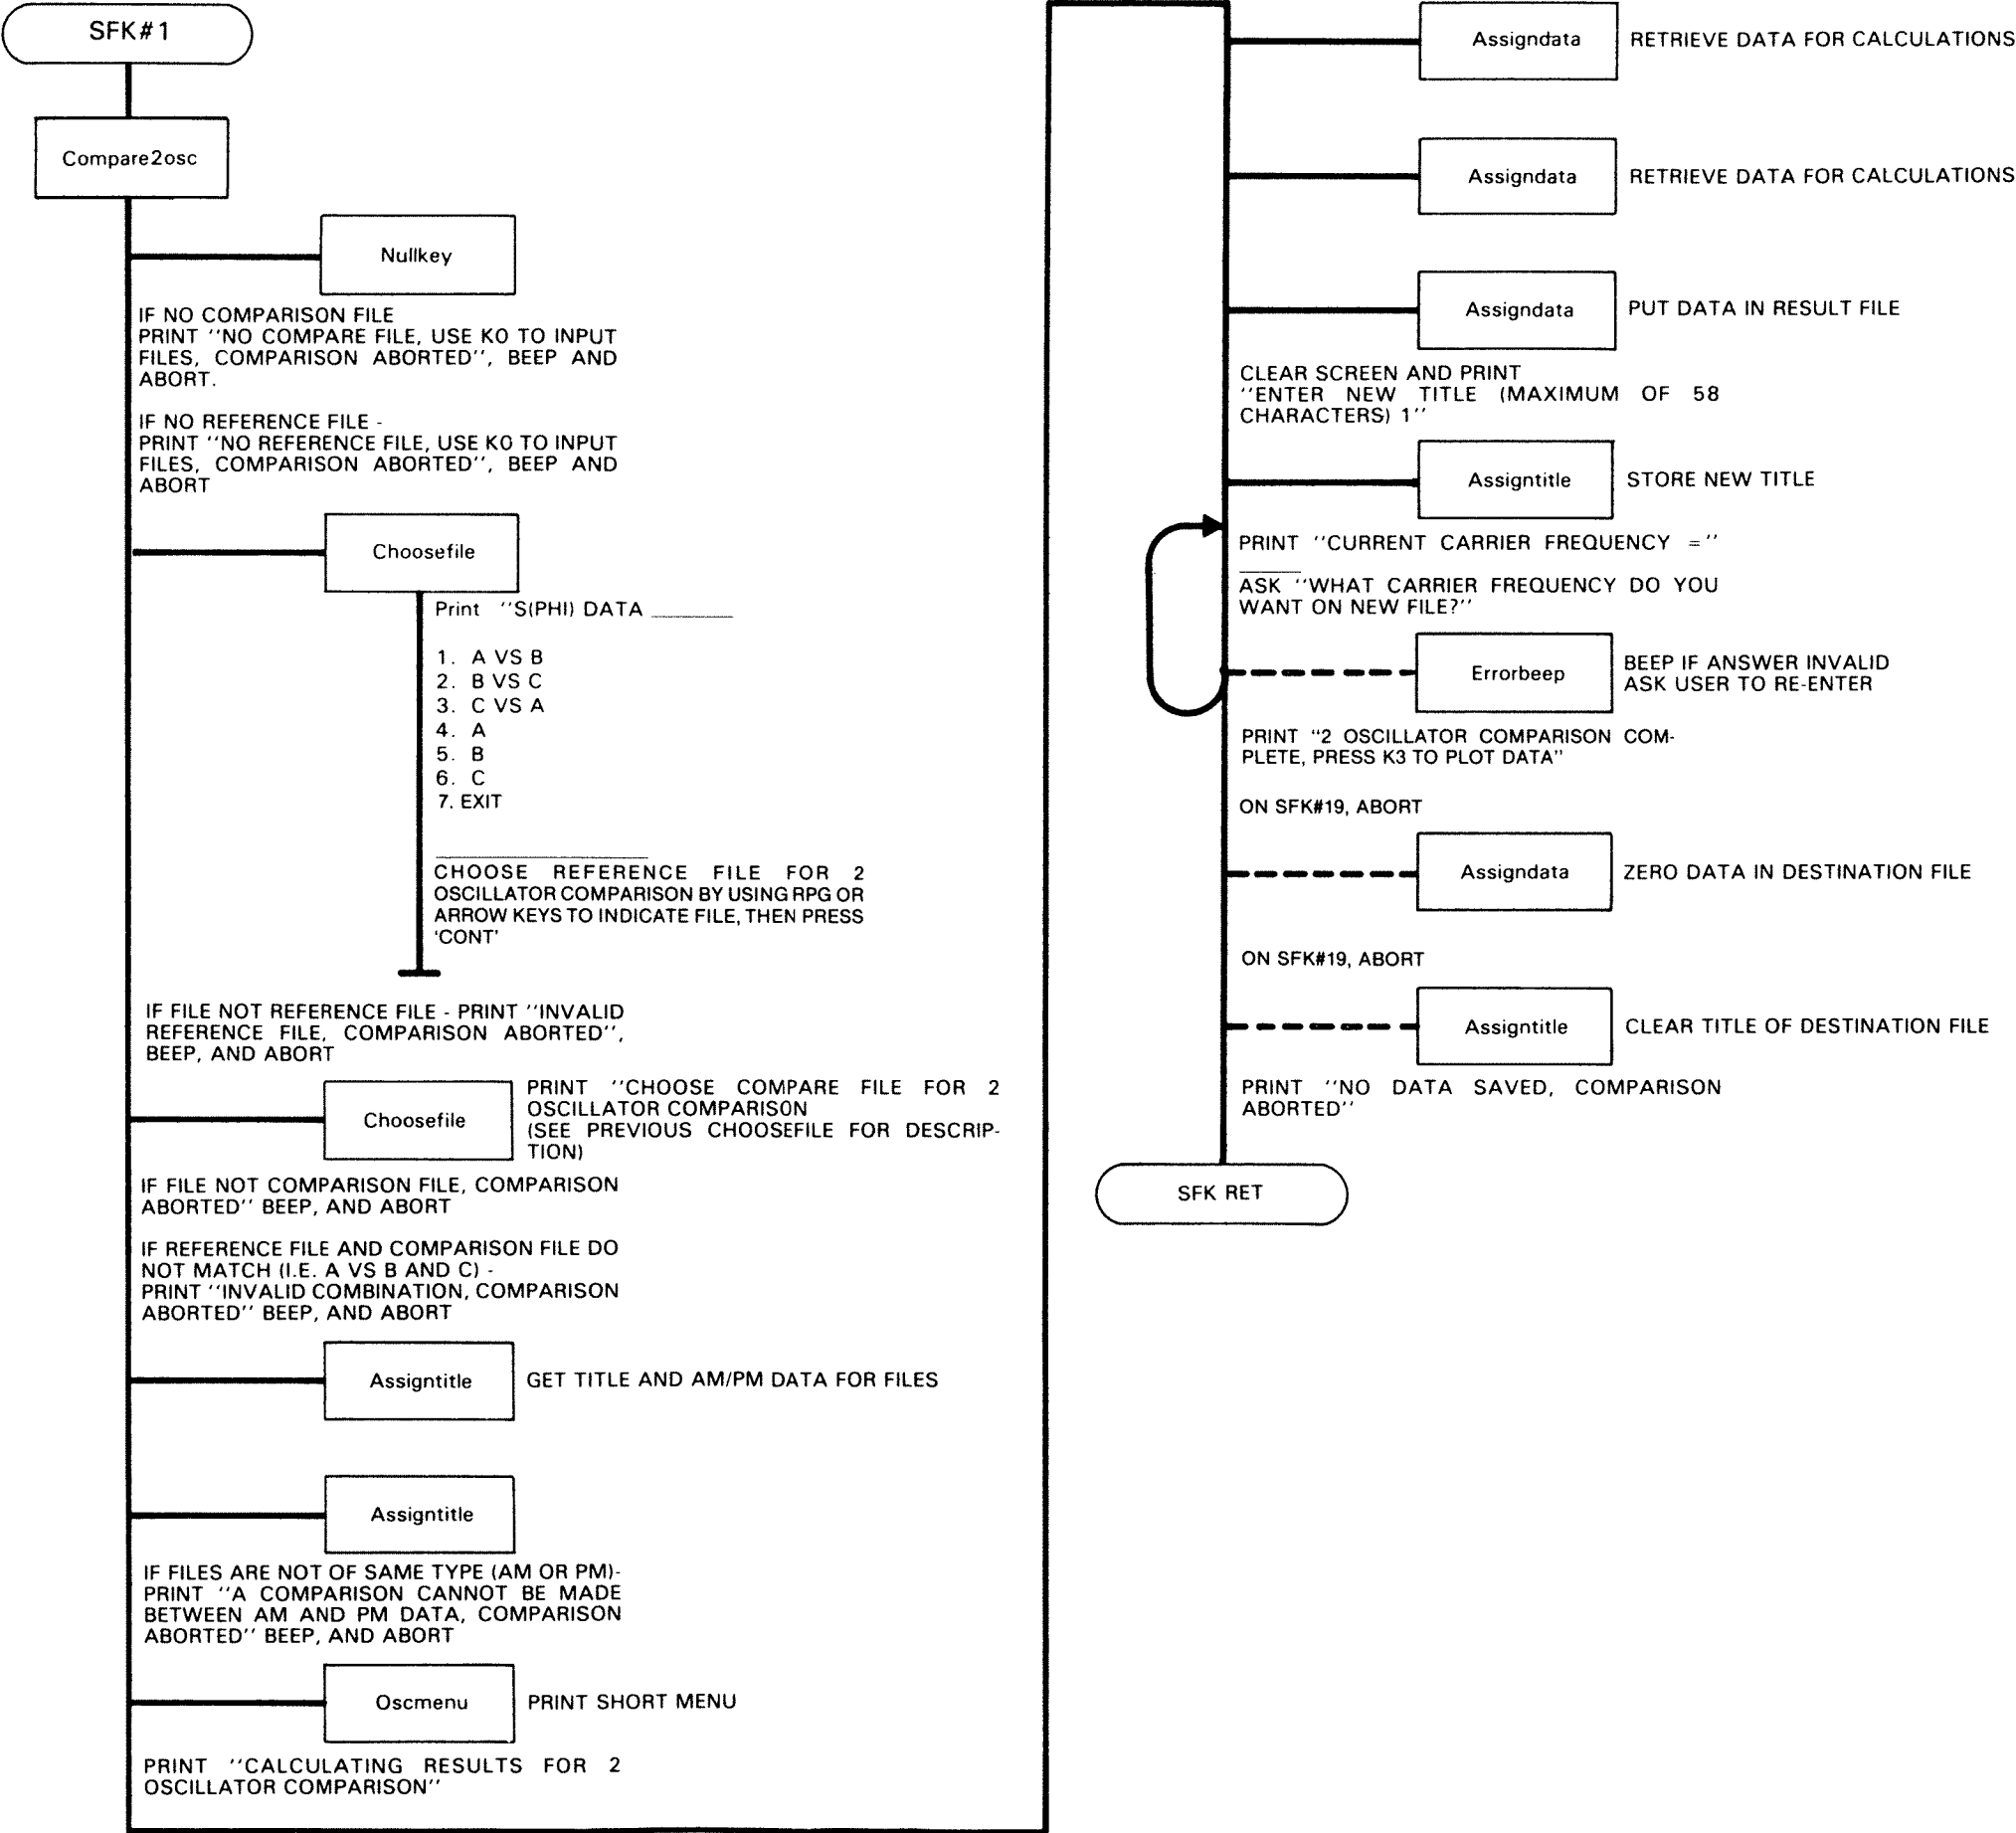 SFK#1
Compare2osc
Nullkey
IF NO COMPARISON FILE
PRINT ''NO COMPARE FILE, USE K0 TO INPUT
FILES, COMPARISON ABORTED'', BEEP AND
ABORT.
IF NO REFERENCE FILE -
PRINT ''NO REFERENCE FILE, USE K0 TO INPUT
FILES, COMPARISON ABORTED'', BEEP AND
ABORT
Choosefile
Print ''S(PHI) DATA ________
1. A VS B
2. B VS C
3. C VS A
4. A
5. B
6. C
7. EXIT
CHOOSE REFERENCE FILE FOR 2
OSCILLATOR COMPARISON BY USING RPG OR
ARROW KEYS TO INDICATE FILE, THEN PRESS
'CONT'
IF FILE NOT REFERENCE FILE - PRINT ''INVALID
REFERENCE FILE, COMPARISON ABORTED'',
BEEP, AND ABORT
Choosefile
PRINT ''CHOOSE COMPARE FILE FOR 2
OSCILLATOR COMPARISON
(SEE PREVIOUS CHOOSEFILE FOR DESCRIP-
TION)
IF FILE NOT COMPARISON FILE, COMPARISON
ABORTED'' BEEP, AND ABORT
IF REFERENCE FILE AND COMPARISON FILE DO
NOT MATCH (I.E. A VS B AND C) -
PRINT ''INVALID COMBINATION, COMPARISON
ABORTED'' BEEP, AND ABORT
Assigntitle
GET TITLE AND AM/PM DATA FOR FILES
Assigntitle
IF FILES ARE NOT OF SAME TYPE (AM OR PM)-
PRINT ''A COMPARISON CANNOT BE MADE
BETWEEN AM AND PM DATA, COMPARISON
ABORTED'' BEEP, AND ABORT
Oscmenu
PRINT SHORT MENU
PRINT ''CALCULATING RESULTS FOR 2
OSCILLATOR COMPARISON''
Assigndata
RETRIEVE DATA FOR CALCULATIONS
Assigndata
RETRIEVE DATA FOR CALCULATIONS
Assigndata
PUT DATA IN RESULT FILE
CLEAR SCREEN AND PRINT
''ENTER NEW TITLE (MAXIMUM OF 58
CHARACTERS) 1''
Assigntitle
STORE NEW TITLE
PRINT ''CURRENT CARRIER FREQUENCY =''
ASK ''WHAT CARRIER FREQUENCY DO YOU
WANT ON NEW FILE?''
Errorbeep
BEEP IF ANSWER INVALID
ASK USER TO RE-ENTER
PRINT "2 OSCILLATOR COMPARISON COM-
PLETE, PRESS K3 TO PLOT DATA"
ON SFK#19, ABORT
Assigndata
ZERO DATA IN DESTINATION FILE
ON SFK#19, ABORT
Assigntitle
CLEAR TITLE OF DESTINATION FILE
PRINT ''NO DATA SAVED, COMPARISON
ABORTED''
SFK RET